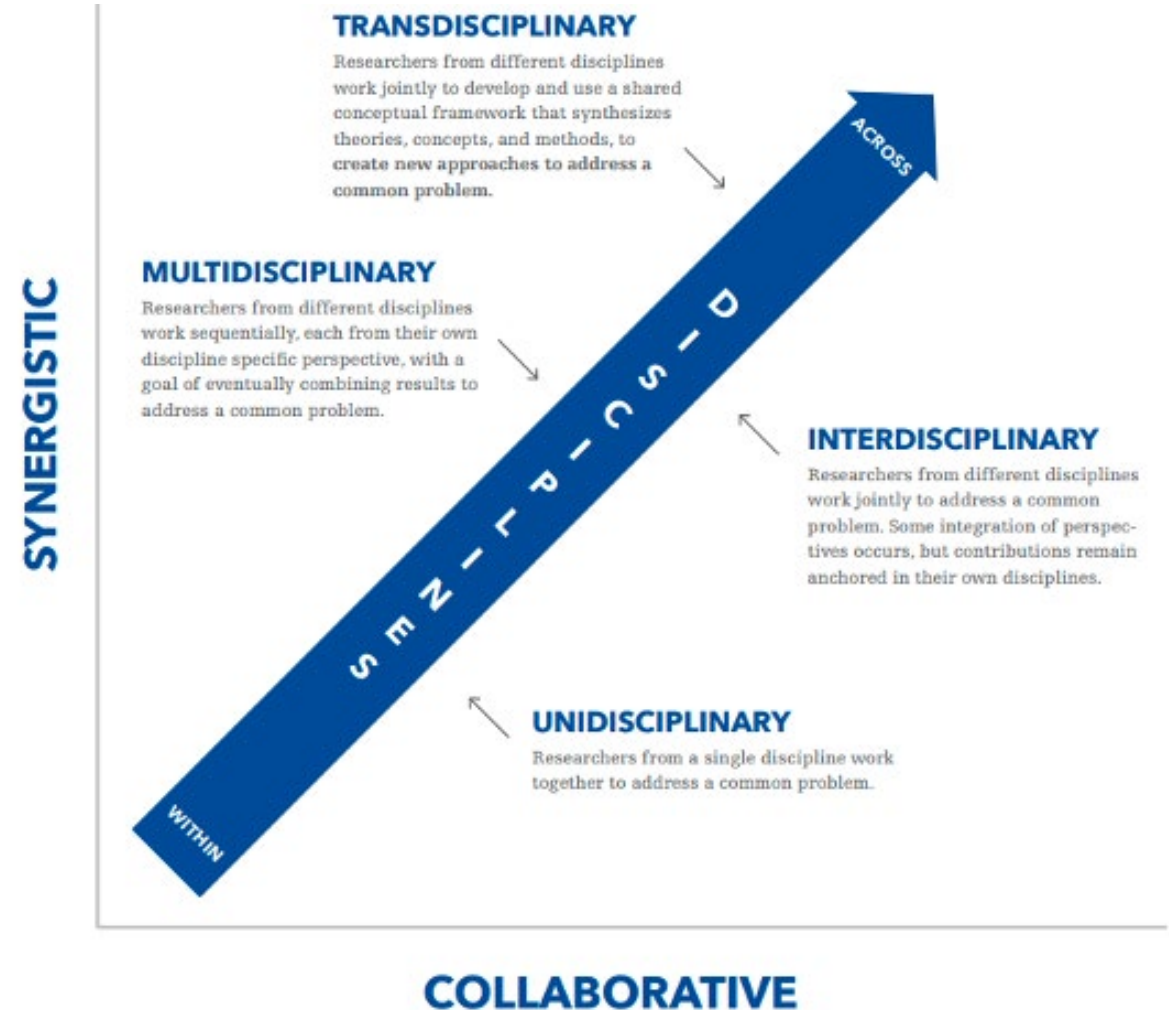 TRANSDISCIPLINARY
Researchers from different disciplines
work jointly to develop and use a shared
conceptual framework that synthesizes
theories, concepts, and methods, to
create new approaches to address a
common problem.
ACROSS
MULTIDISCIPLINARY
Researchers from different disciplines
work sequentially, each from their own
discipline specific perspective, with a
goal of eventually combining results to
address a common problem.
DISCIPLINES
INTERDISCIPLINARY
Researchers from different disciplines
work jointly to address a common
problem. Some integration of perspec-
tives occurs, but contributions remain
anchored in their own disciplines.
UNIDISCIPLINARY
Researchers from a single discipline work
together to address a common problem.
WITHIN
SYNERGISTIC
COLLABORATIVE